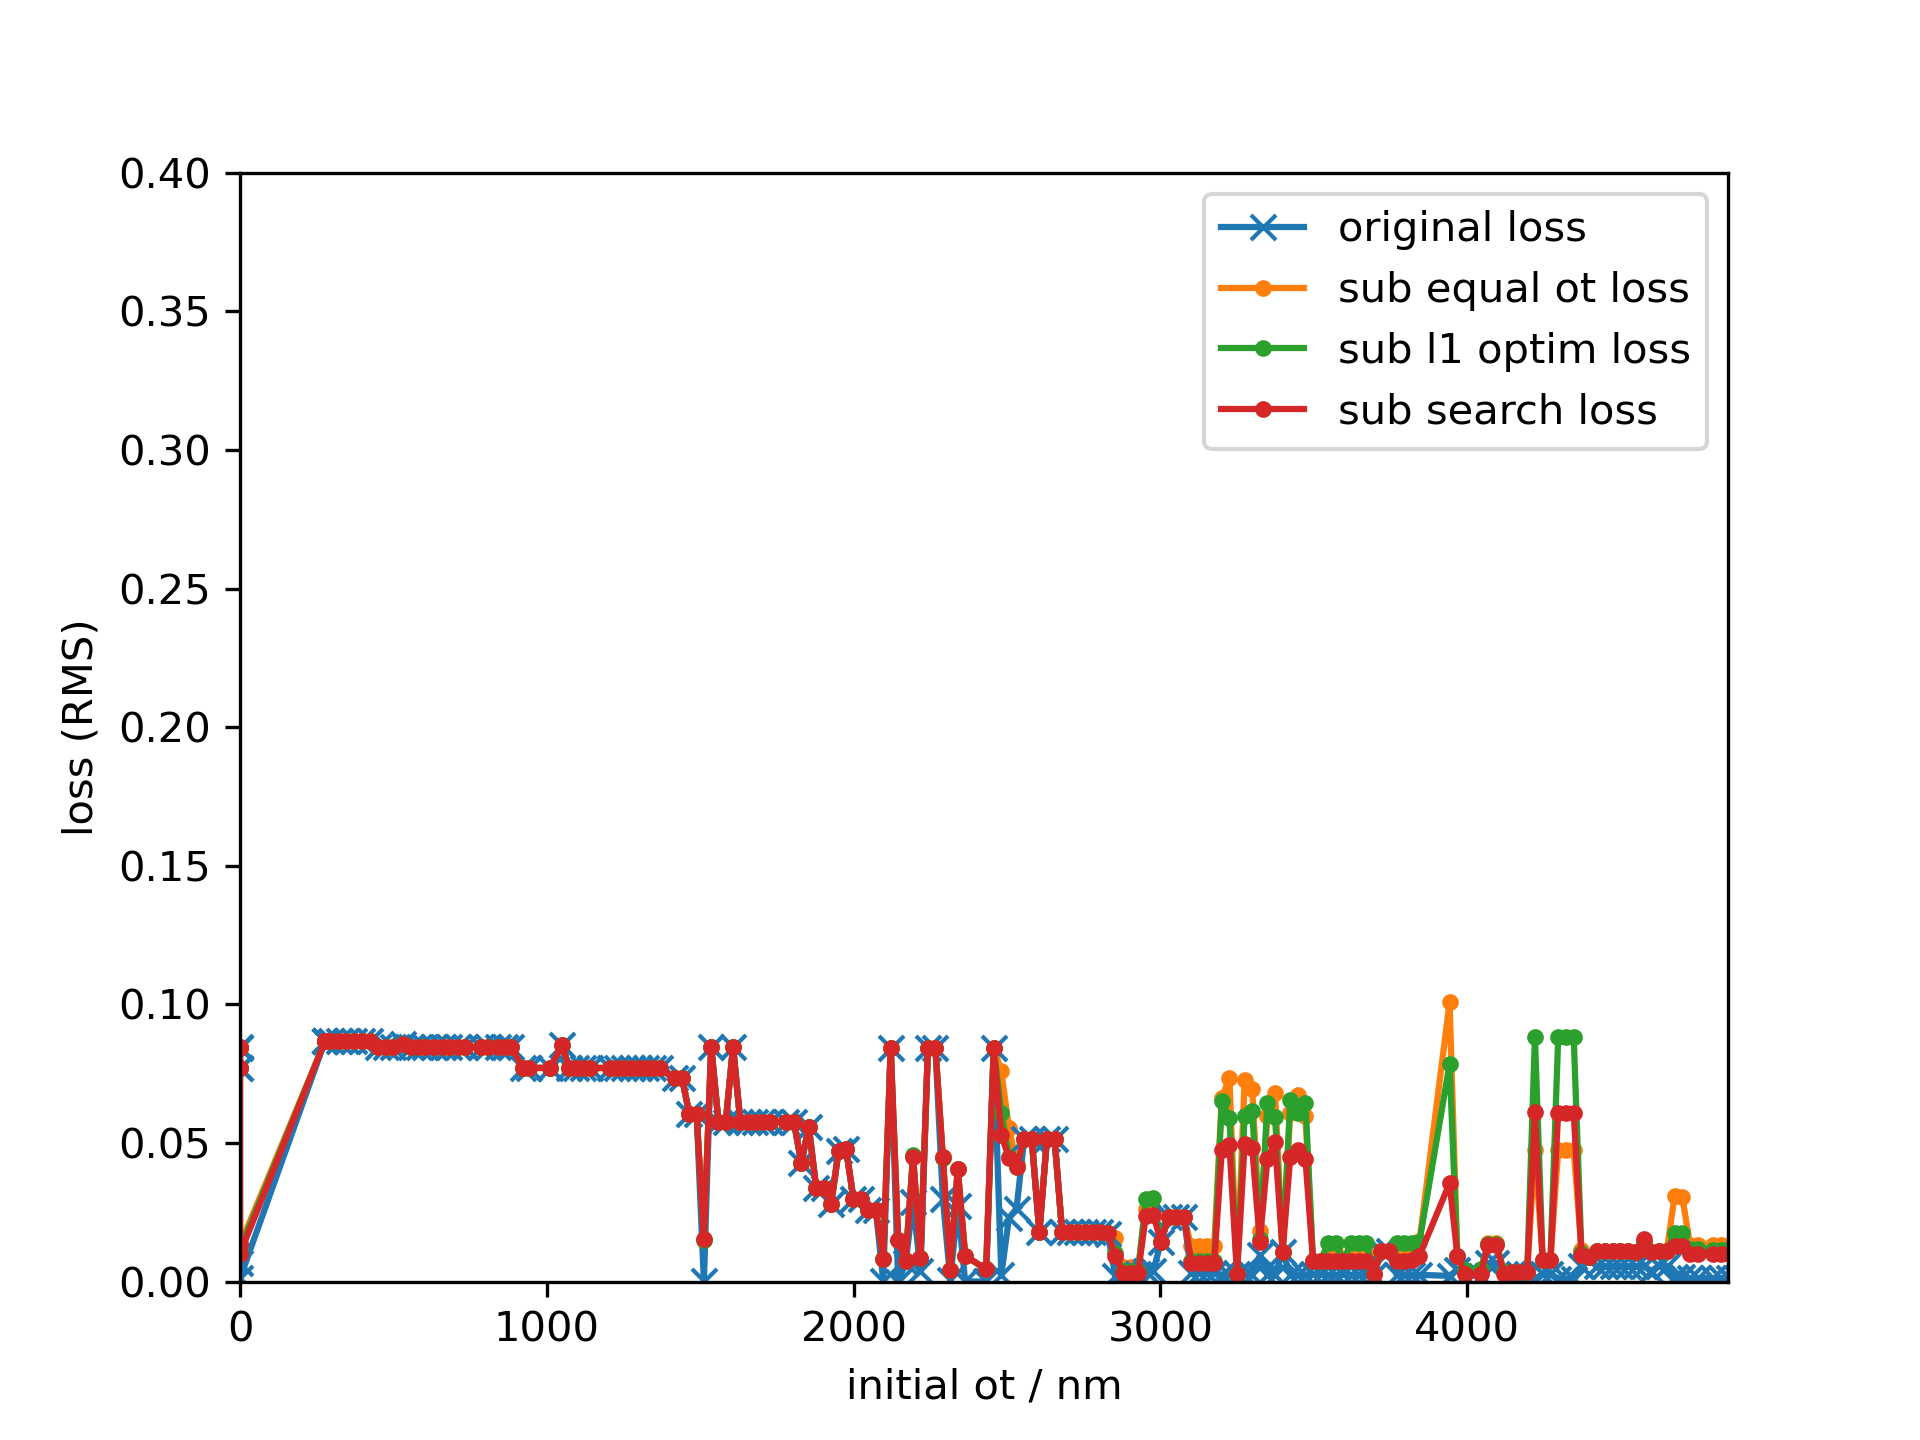 0.40
0.35
0.30
0.25
0.20
0.15
0.10
0.05
0.00
loss (RMS)
original loss
sub equal ot loss
sub l1 optim loss
sub search loss
0 1000 2000 3000 4000
initial ot / nm